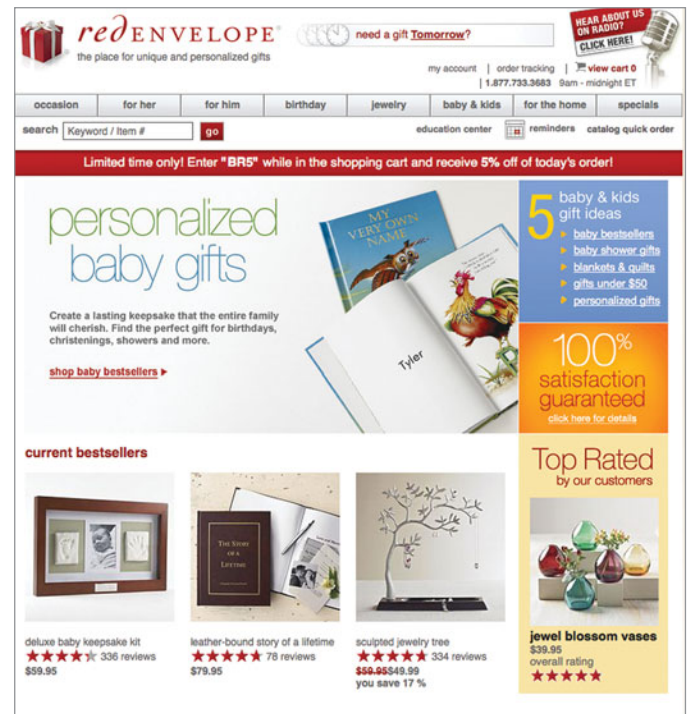 redENVELOPE®
the place for unique and personalized gifts
need a gift Tomorrow?
HEAR ABOUT US
ON RADIO?
CLICK HERE!
my account | order tracking | view cart 0
| 1.877.733.3683 9am - midnight ET
occasion for her for him birthday jewelry baby & kids for the home specials
search Keyword / Item # go education center reminders catalog quick order
Limited time only! Enter "BR5" while in the shopping cart and receive 5% off of today's order!
personalized
baby gifts
Create a lasting keepsake that the entire family
will cherish. Find the perfect gift for birthdays,
christenings, showers and more.
shop baby bestsellers
MY
VERY OWN
NAME
Tyler
5 baby & kids
gift ideas
baby bestsellers
baby shower gifts
blankets & quilts
gifts under $50
personalized gifts
100%
satisfaction
guaranteed
click here for details
current bestsellers
THE STORY
OF A
LIFETIME
deluxe baby keepsake kit
336 reviews
$59.95
leather-bound story of a lifetime
78 reviews
$79.95
sculpted jewelry tree
334 reviews
$59.95$49.99
you save 17 %
Top Rated
by our customers
jewel blossom vases
$39.95
overall rating